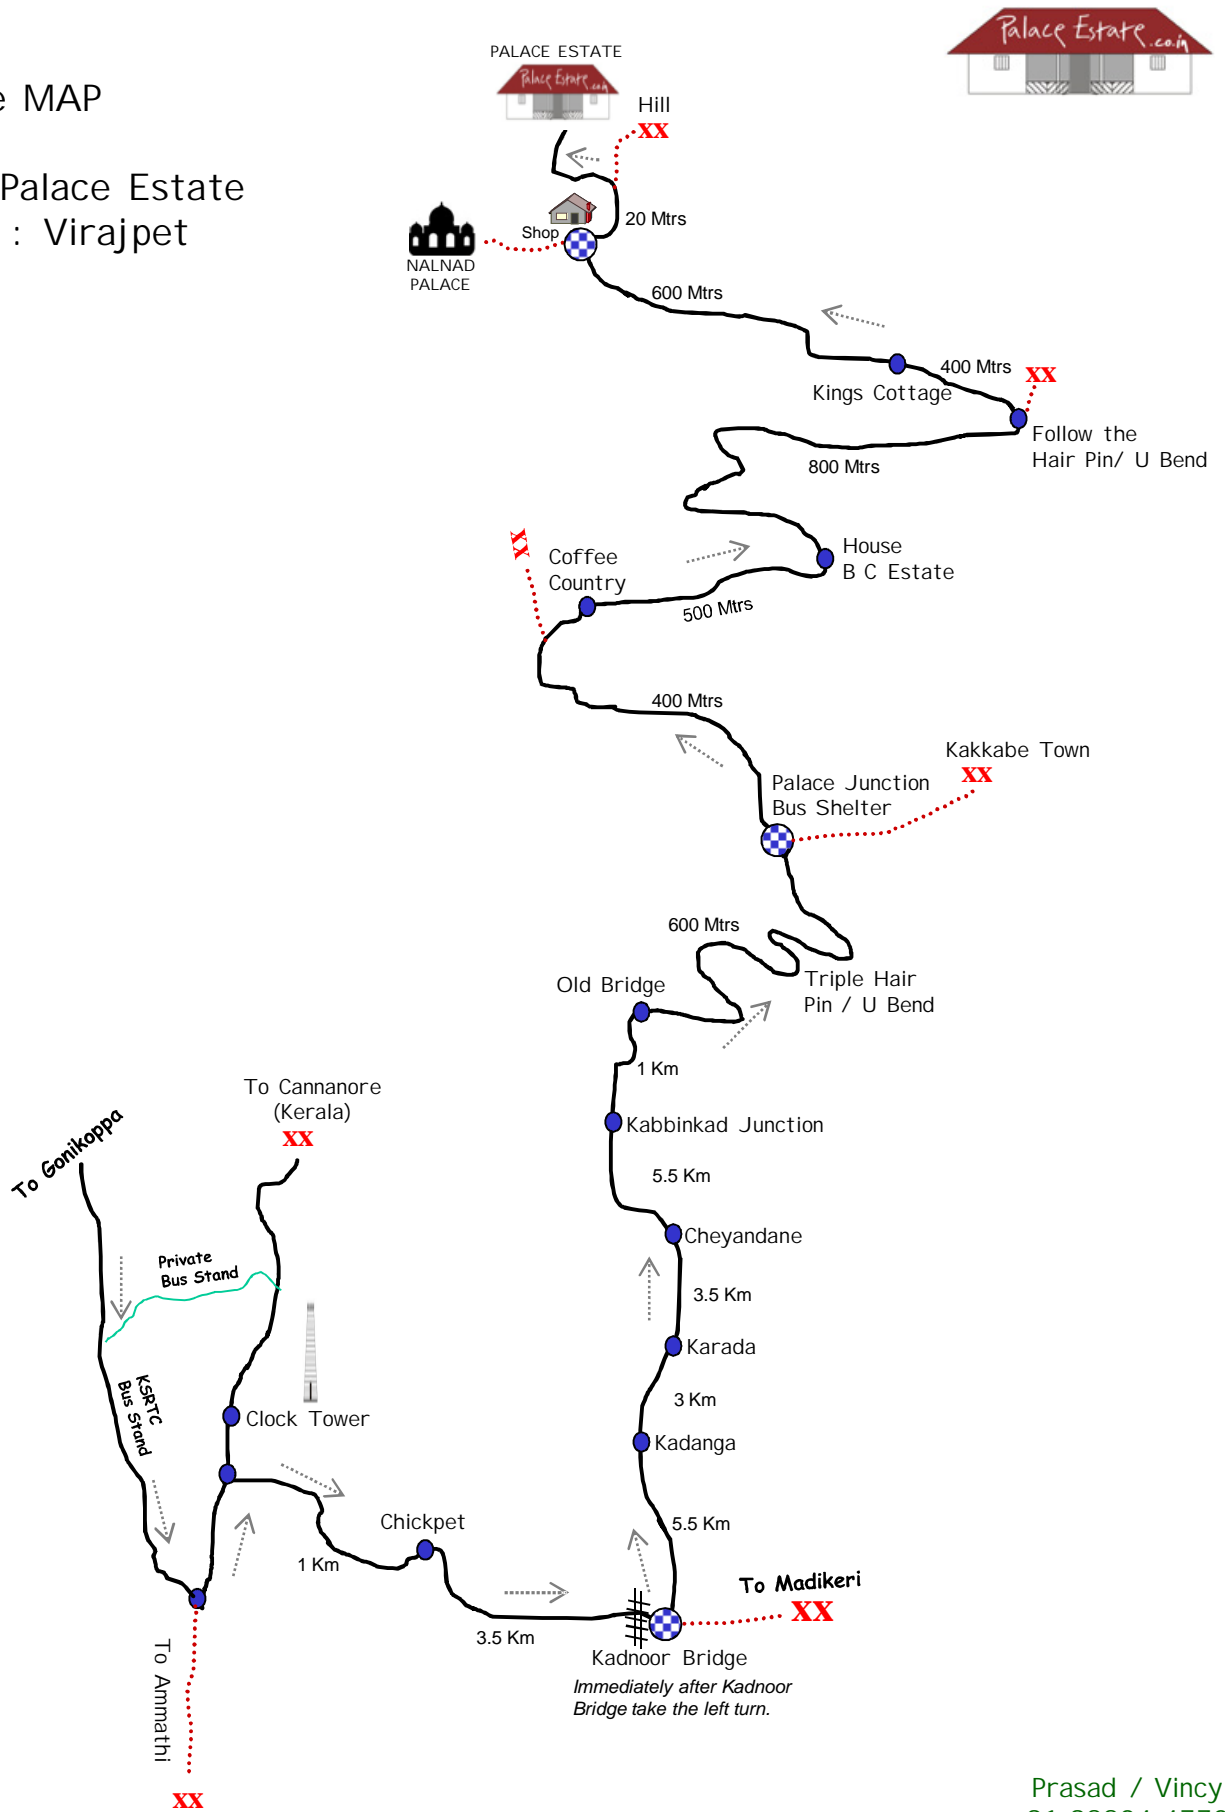 Palace Estate.co.in
PALACE ESTATE
Palace Estate.co.in
MAP
Hill
XX
Palace Estate
: Virajpet
20 Mtrs
Shop
NALNAD
PALACE
600 Mtrs
400 Mtrs
XX
Kings Cottage
Follow the
Hair Pin/ U Bend
800 Mtrs
XX
Coffee
Country
House
B C Estate
500 Mtrs
400 Mtrs
Kakkabe Town
XX
Palace Junction
Bus Shelter
600 Mtrs
Triple Hair
Pin / U Bend
Old Bridge
1 Km
To Cannanore
(Kerala)
XX
To Gonikoppa
Kabbinkad Junction
5.5 Km
Cheyandane
Private
Bus Stand
3.5 Km
Karada
KSRTC
Bus Stand
3 Km
Clock Tower
Kadanga
5.5 Km
Chickpet
1 Km
To Madikeri
XX
3.5 Km
Kadnoor Bridge
Immediately after Kadnoor
Bridge take the left turn.
To Ammathi
XX
Prasad / Vincy